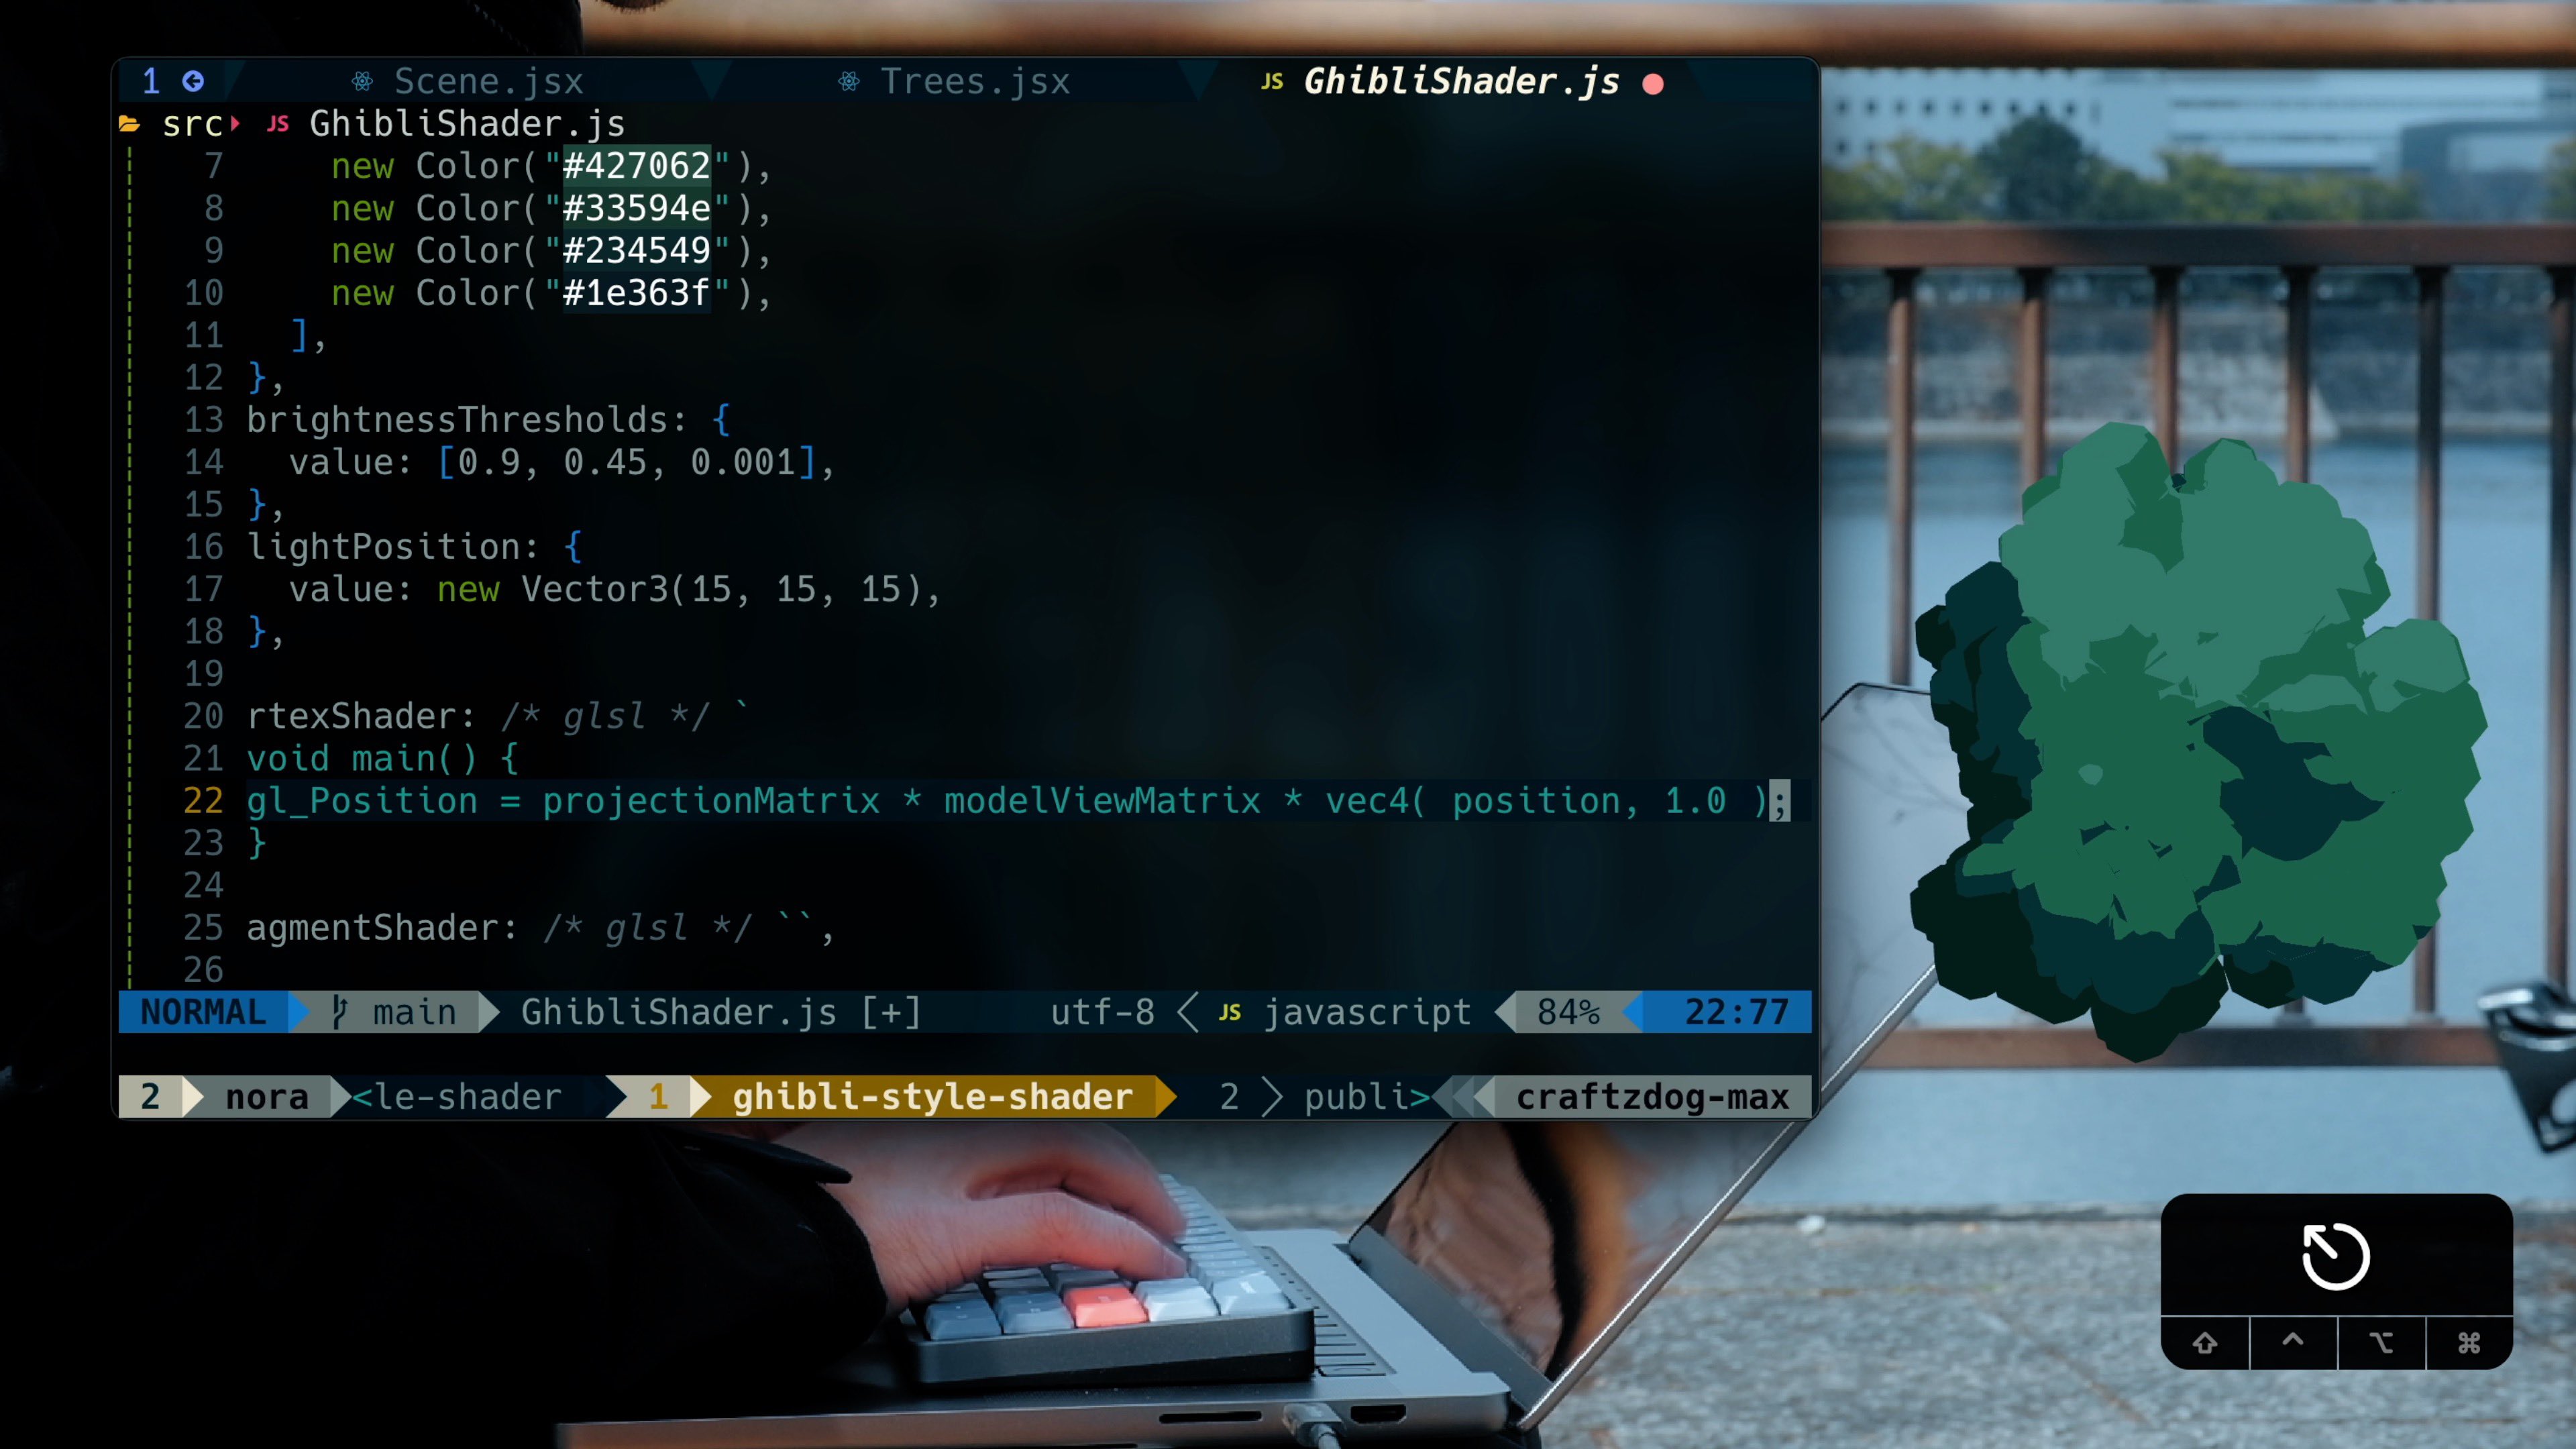 1 Scene.jsx Trees.jsx JS GhibliShader.js
src JS GhibliShader.js
7 new Color("#427062"),
8 new Color("#33594e"),
9 new Color("#234549"),
10 new Color("#1e363f"),
11 ],
12 },
13 brightnessThresholds: {
14 value: [0.9, 0.45, 0.001],
15 },
16 lightPosition: {
17 value: new Vector3(15, 15, 15),
18 },
19
20 rtexShader: /* glsl */ `
21 void main() {
22 gl_Position = projectionMatrix * modelViewMatrix * vec4( position, 1.0 );
23 }
24
25 agmentShader: /* glsl */ ``,
26
NORMAL main GhibliShader.js [+] utf-8 JS javascript 84% 22:77
2 nora <le-shader 1 ghibli-style-shader 2 publi> craftzdog-max